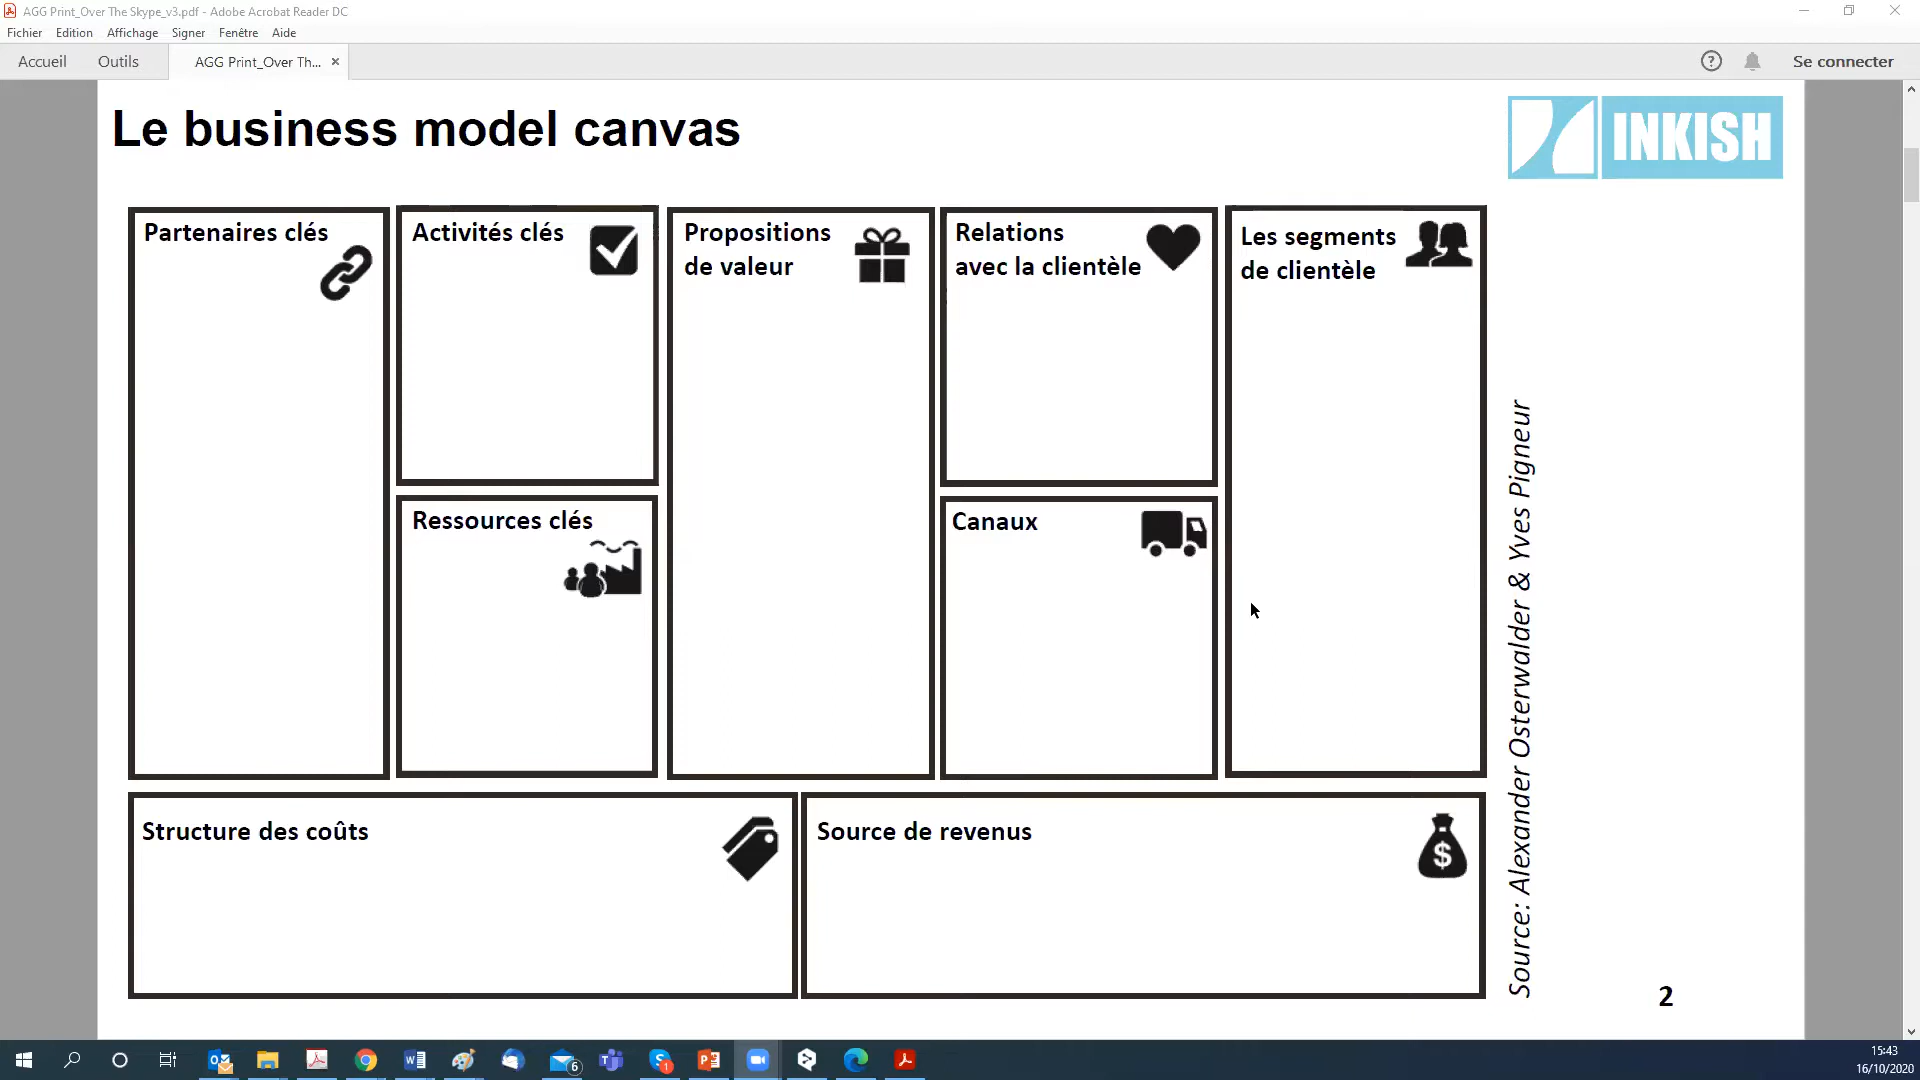 AGG Print_Over The Skype_v3.pdf - Adobe Acrobat Reader DC
Fichier Edition Affichage Signer Fenêtre Aide
Accueil Outils AGG Print_Over Th... × ? Se connecter
Le business model canvas
INKISH
Partenaires clés
Activités clés
Propositions
de valeur
Relations
avec la clientèle
Les segments
de clientèle
Ressources clés
Canaux
Structure des coûts
Source de revenus
$
Source: Alexander Osterwalder & Yves Pigneur
2
6
1
15:43
16/10/2020